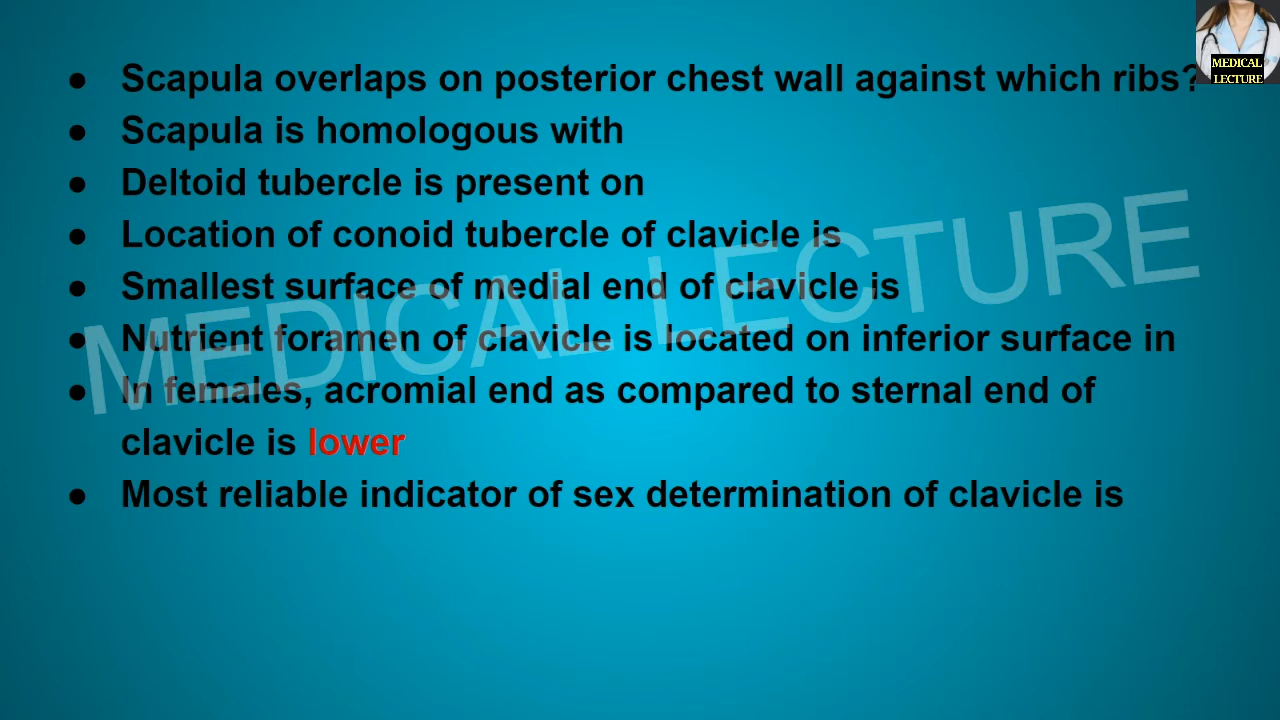 ● Scapula overlaps on posterior chest wall against which ribs?
● Scapula is homologous with
● Deltoid tubercle is present on
● Location of conoid tubercle of clavicle is
● Smallest surface of medial end of clavicle is
● Nutrient foramen of clavicle is located on inferior surface in
● In females, acromial end as compared to sternal end of
clavicle is lower
● Most reliable indicator of sex determination of clavicle is
MEDICAL LECTURE
MEDICAL
LECTURE